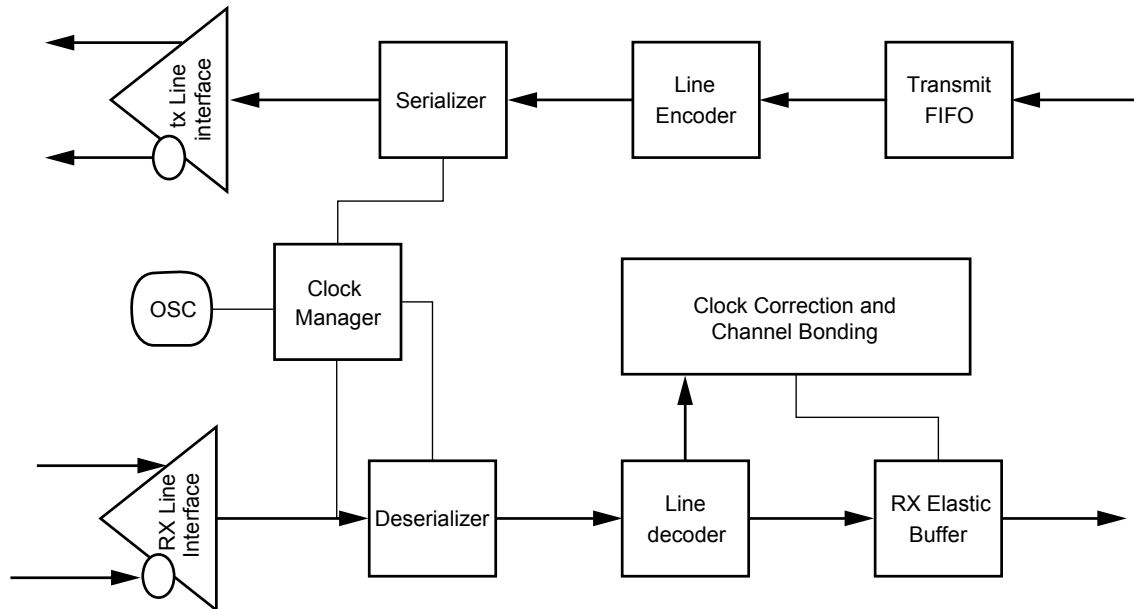 tx Line
interface
Serializer
Line
Encoder
Transmit
FIFO
OSC
Clock
Manager
Clock Correction and
Channel Bonding
RX Line
Interface
Deserializer
Line
decoder
RX Elastic
Buffer